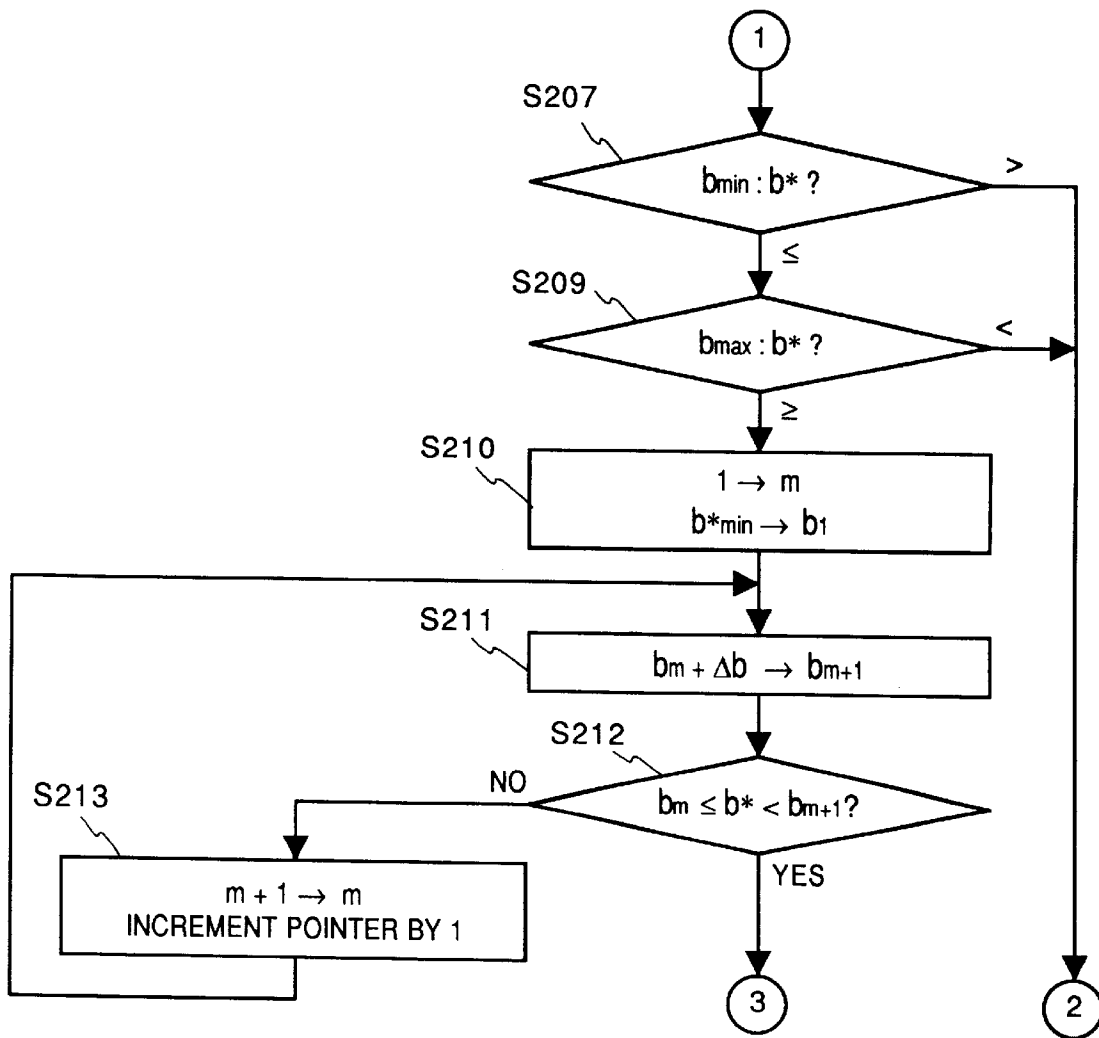 1
S207
bmin : b* ?
>
≤
S209
bmax : b* ?
<
≥
S210
1 → m
b*min → b1
S211
bm + Δb → bm+1
S212
NO
bm ≤ b* < bm+1?
S213
YES
m + 1 → m
INCREMENT POINTER BY 1
3
2